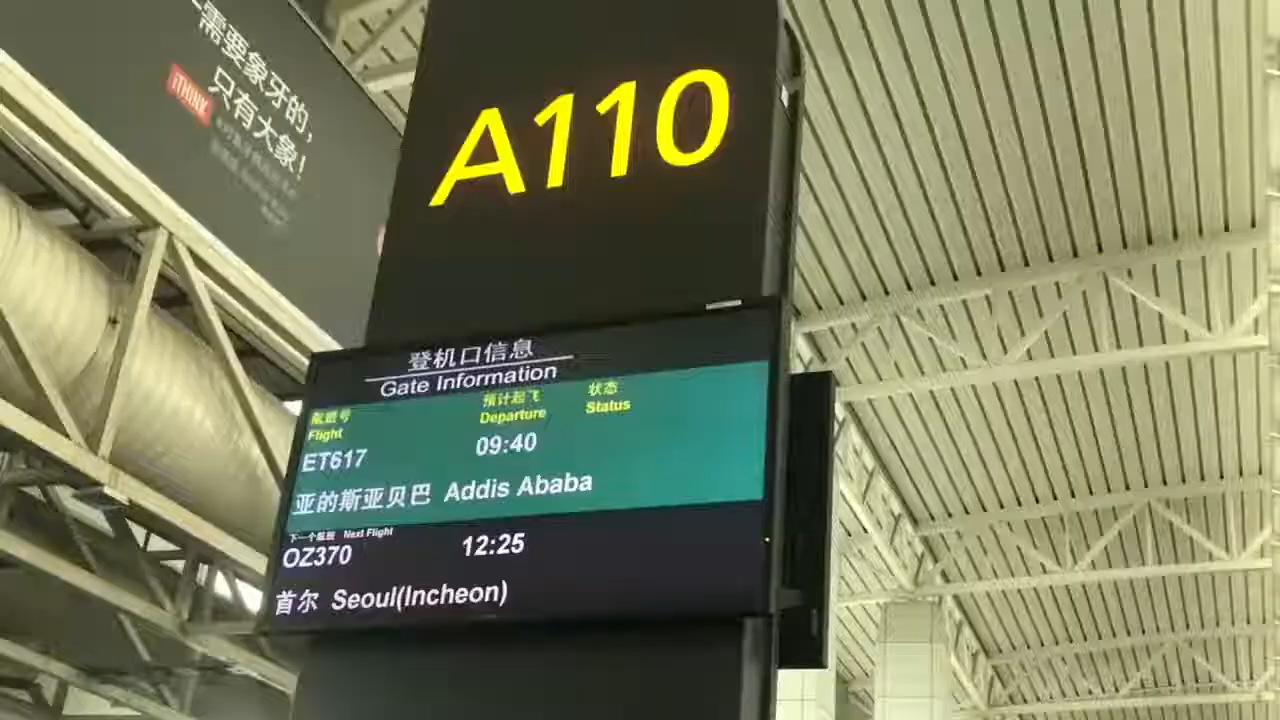 需要象牙的，
只有大象！
iTHINK
A110
登机口信息
Gate Information
航班号 预计起飞 状态
Flight Departure Status
ET617 09:40
亚的斯亚贝巴 Addis Ababa
下一个航班 Next Flight
OZ370 12:25
首尔 Seoul(Incheon)